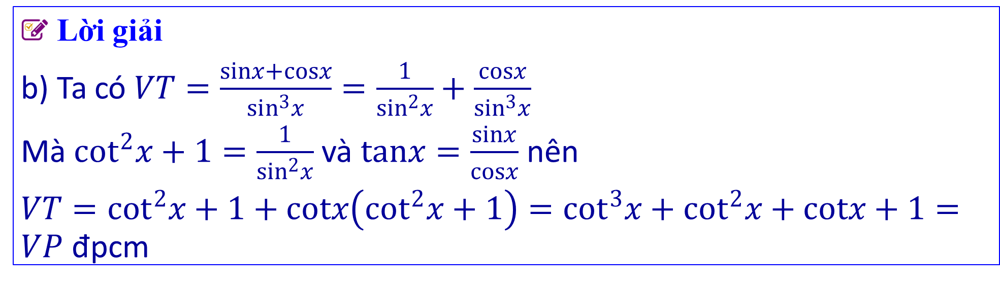 Lời giải
b) Ta có $VT = \frac{\sin x + \cos x}{\sin^3 x} = \frac{1}{\sin^2 x} + \frac{\cos x}{\sin^3 x}$
Mà $\cot^2 x + 1 = \frac{1}{\sin^2 x}$ và $\tan x = \frac{\sin x}{\cos x}$ nên
$VT = \cot^2 x + 1 + \cot x(\cot^2 x + 1) = \cot^3 x + \cot^2 x + \cot x + 1 =$
$VP$ đpcm